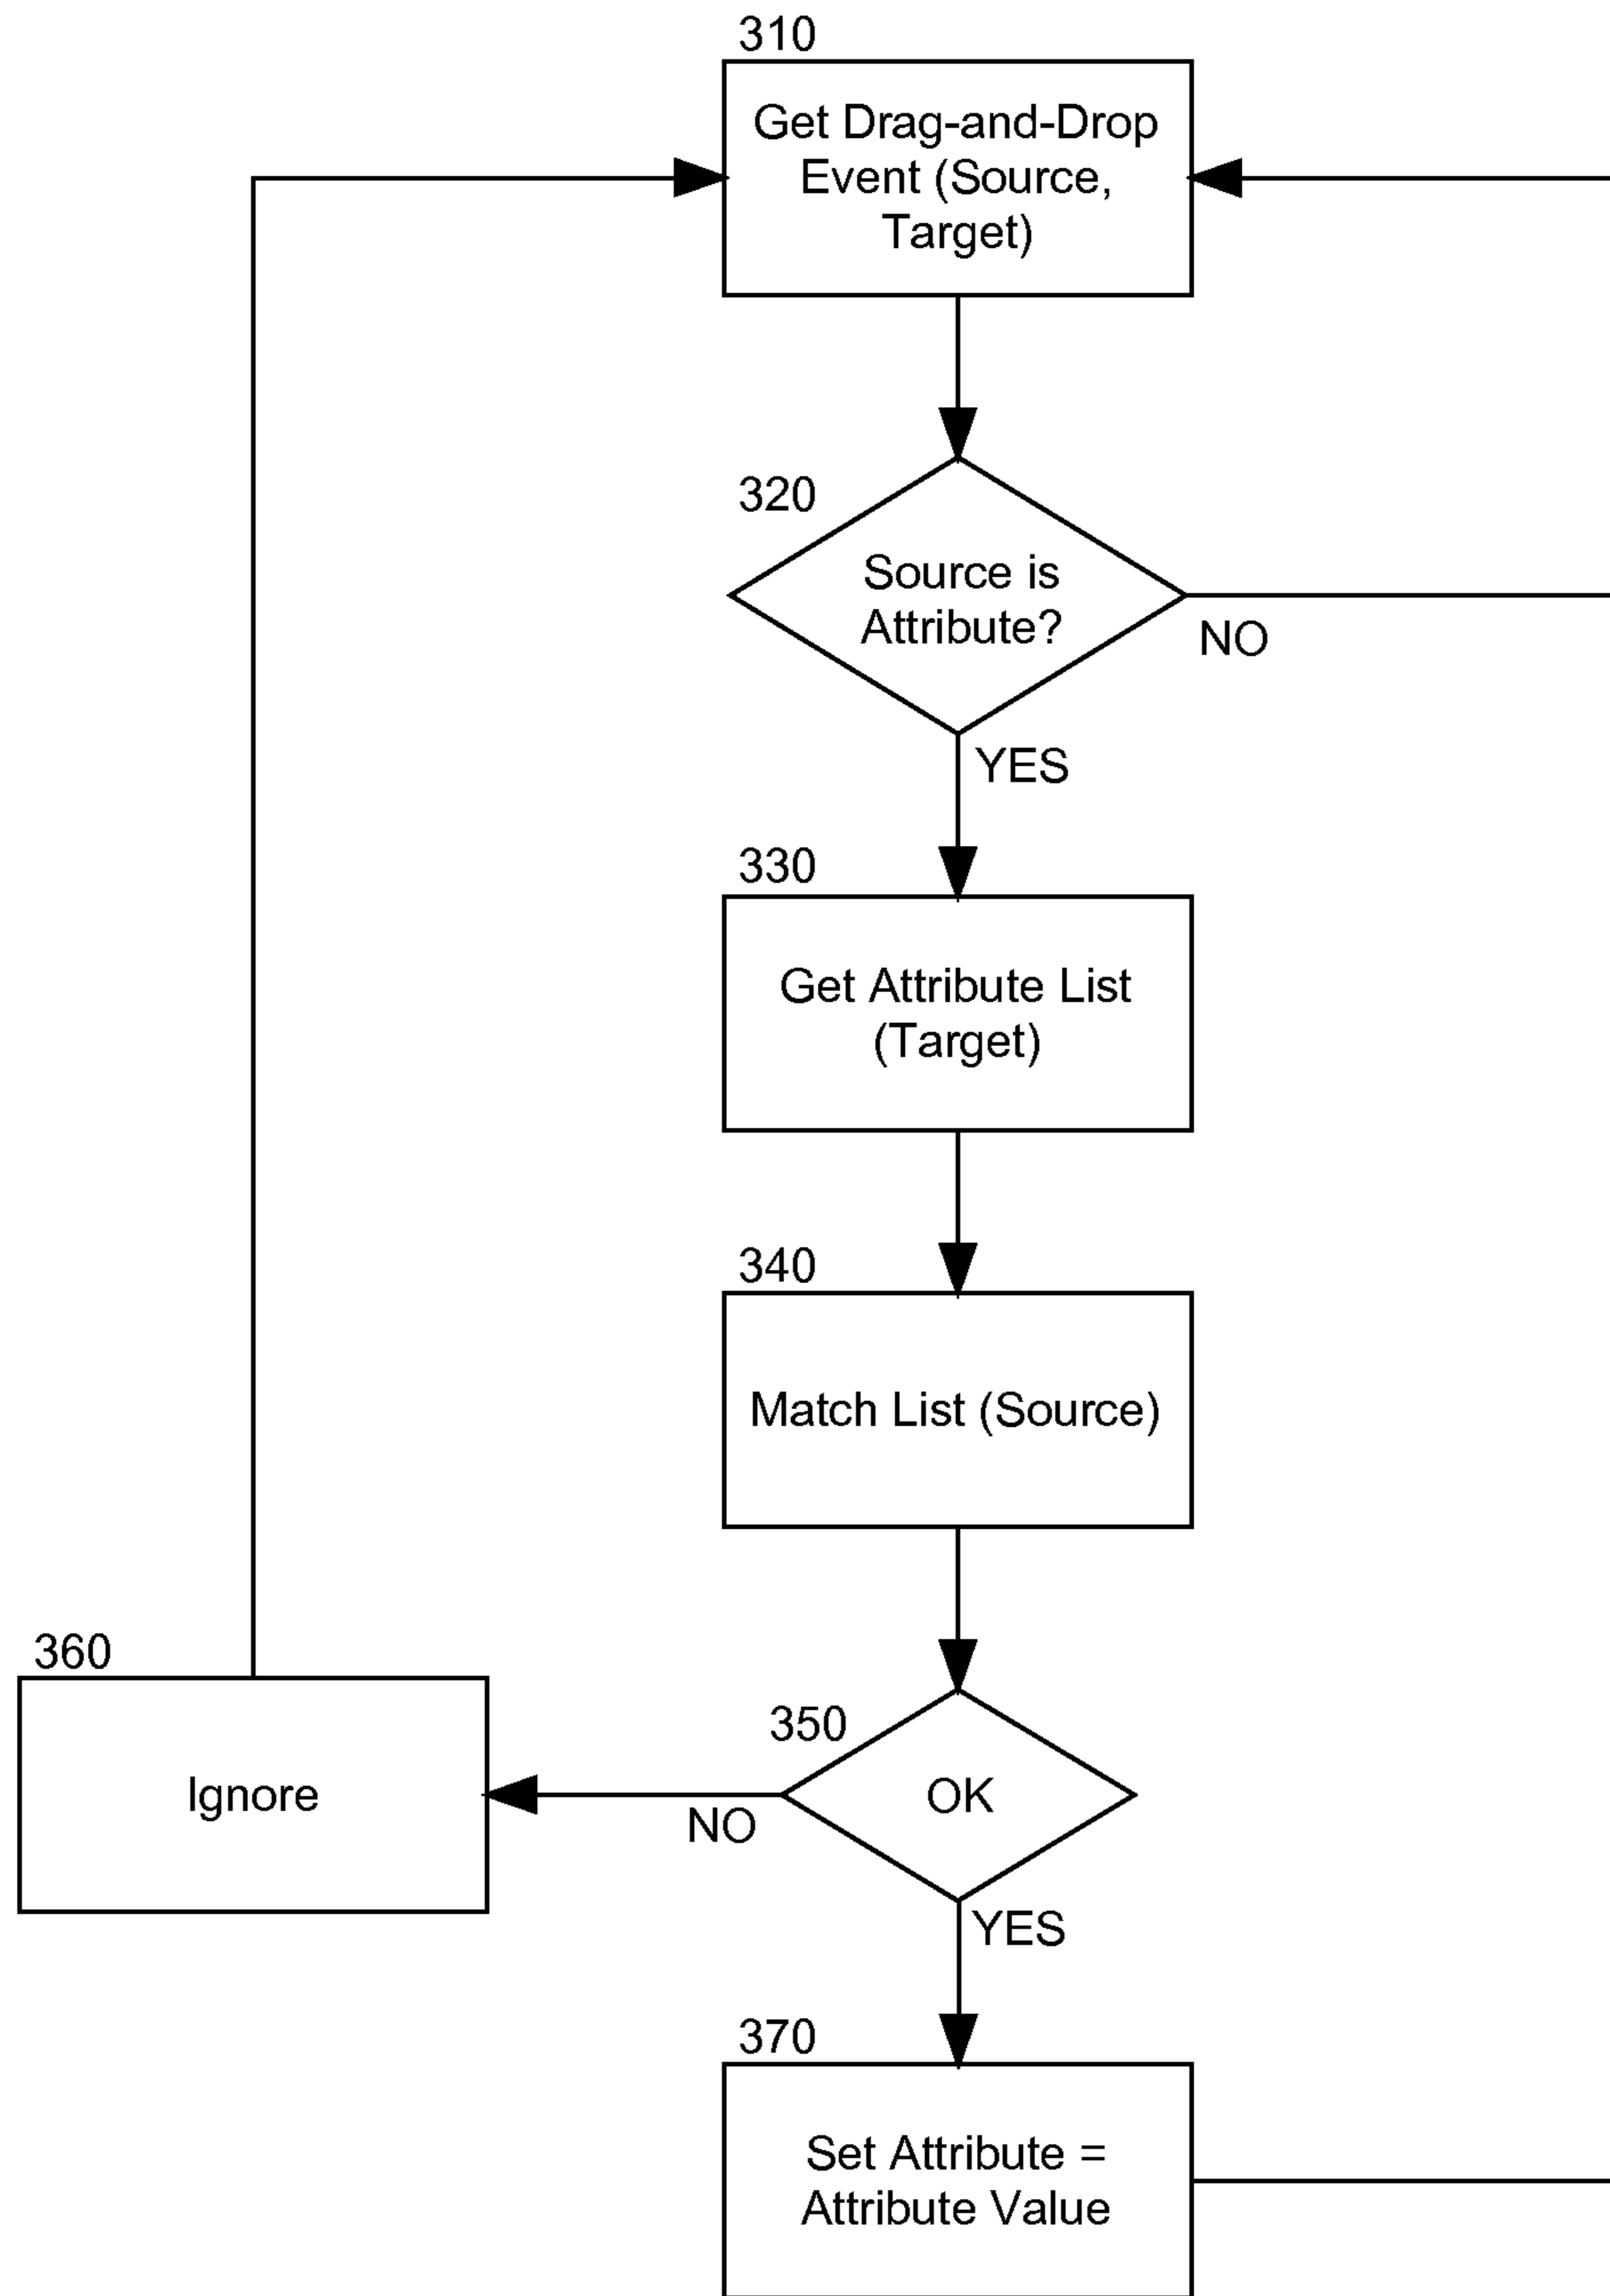 310
Get Drag-and-Drop
Event (Source,
Target)
320
Source is
Attribute?
NO
YES
330
Get Attribute List
(Target)
340
Match List (Source)
360
Ignore
350
OK
NO
YES
370
Set Attribute =
Attribute Value